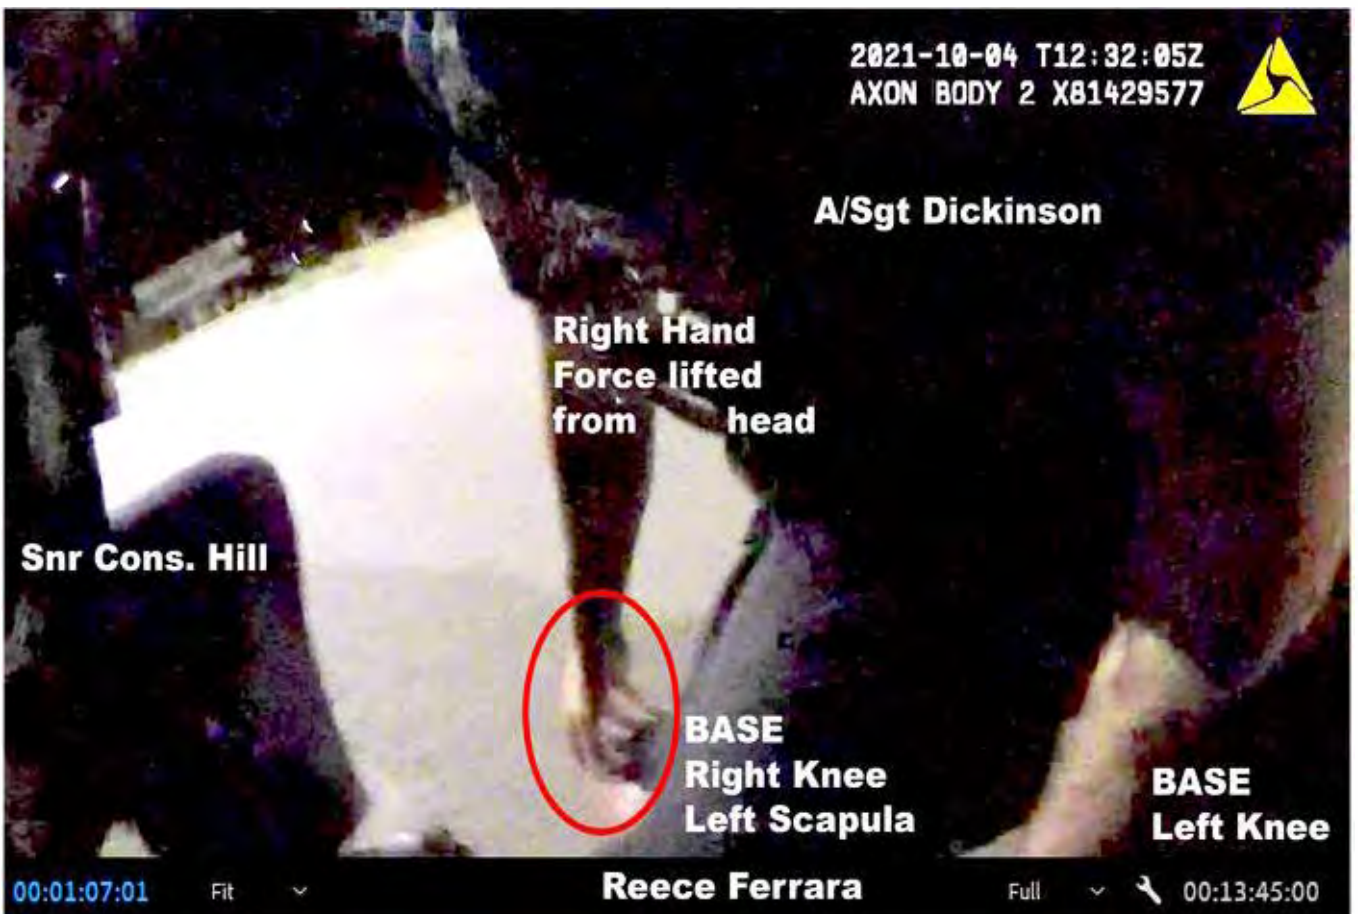 2021-10-04 T12:32:05Z
AXON BODY 2 X81429577
A/Sgt Dickinson
Right Hand
Force lifted
from head
Snr Cons. Hill
BASE
Right Knee
Left Scapula
BASE
Left Knee
00:01:07:01 Fit Reece Ferrara Full 00:13:45:00